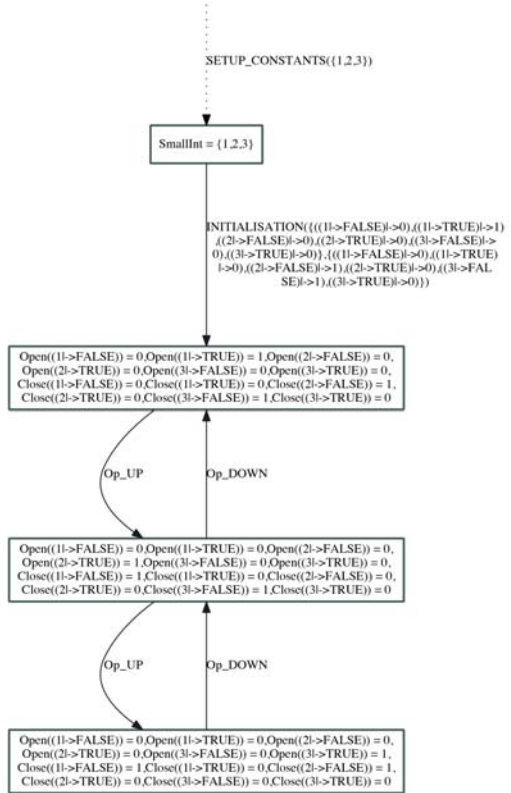 SETUP_CONSTANTS({1,2,3})
SmallInt = {1,2,3}
INITIALISATION({((1|->FALSE)|->0),((1|->TRUE)|->1)
,((2|->FALSE)|->0),((2|->TRUE)|->0),((3|->FALSE)|->
0),((3|->TRUE)|->0)},{((1|->FALSE)|->0),((1|->TRUE)
|->0),((2|->FALSE)|->1),((2|->TRUE)|->0),((3|->FAL
SE)|->1),((3|->TRUE)|->0)})
Open((1|->FALSE)) = 0,Open((1|->TRUE)) = 1,Open((2|->FALSE)) = 0,
Open((2|->TRUE)) = 0,Open((3|->FALSE)) = 0,Open((3|->TRUE)) = 0,
Close((1|->FALSE)) = 0,Close((1|->TRUE)) = 0,Close((2|->FALSE)) = 1,
Close((2|->TRUE)) = 0,Close((3|->FALSE)) = 1,Close((3|->TRUE)) = 0
Op_UP
Op_DOWN
Open((1|->FALSE)) = 0,Open((1|->TRUE)) = 0,Open((2|->FALSE)) = 0,
Open((2|->TRUE)) = 1,Open((3|->FALSE)) = 0,Open((3|->TRUE)) = 0,
Close((1|->FALSE)) = 1,Close((1|->TRUE)) = 0,Close((2|->FALSE)) = 0,
Close((2|->TRUE)) = 0,Close((3|->FALSE)) = 1,Close((3|->TRUE)) = 0
Op_UP
Op_DOWN
Open((1|->FALSE)) = 0,Open((1|->TRUE)) = 0,Open((2|->FALSE)) = 0,
Open((2|->TRUE)) = 0,Open((3|->FALSE)) = 0,Open((3|->TRUE)) = 1,
Close((1|->FALSE)) = 1,Close((1|->TRUE)) = 0,Close((2|->FALSE)) = 1,
Close((2|->TRUE)) = 0,Close((3|->FALSE)) = 0,Close((3|->TRUE)) = 0